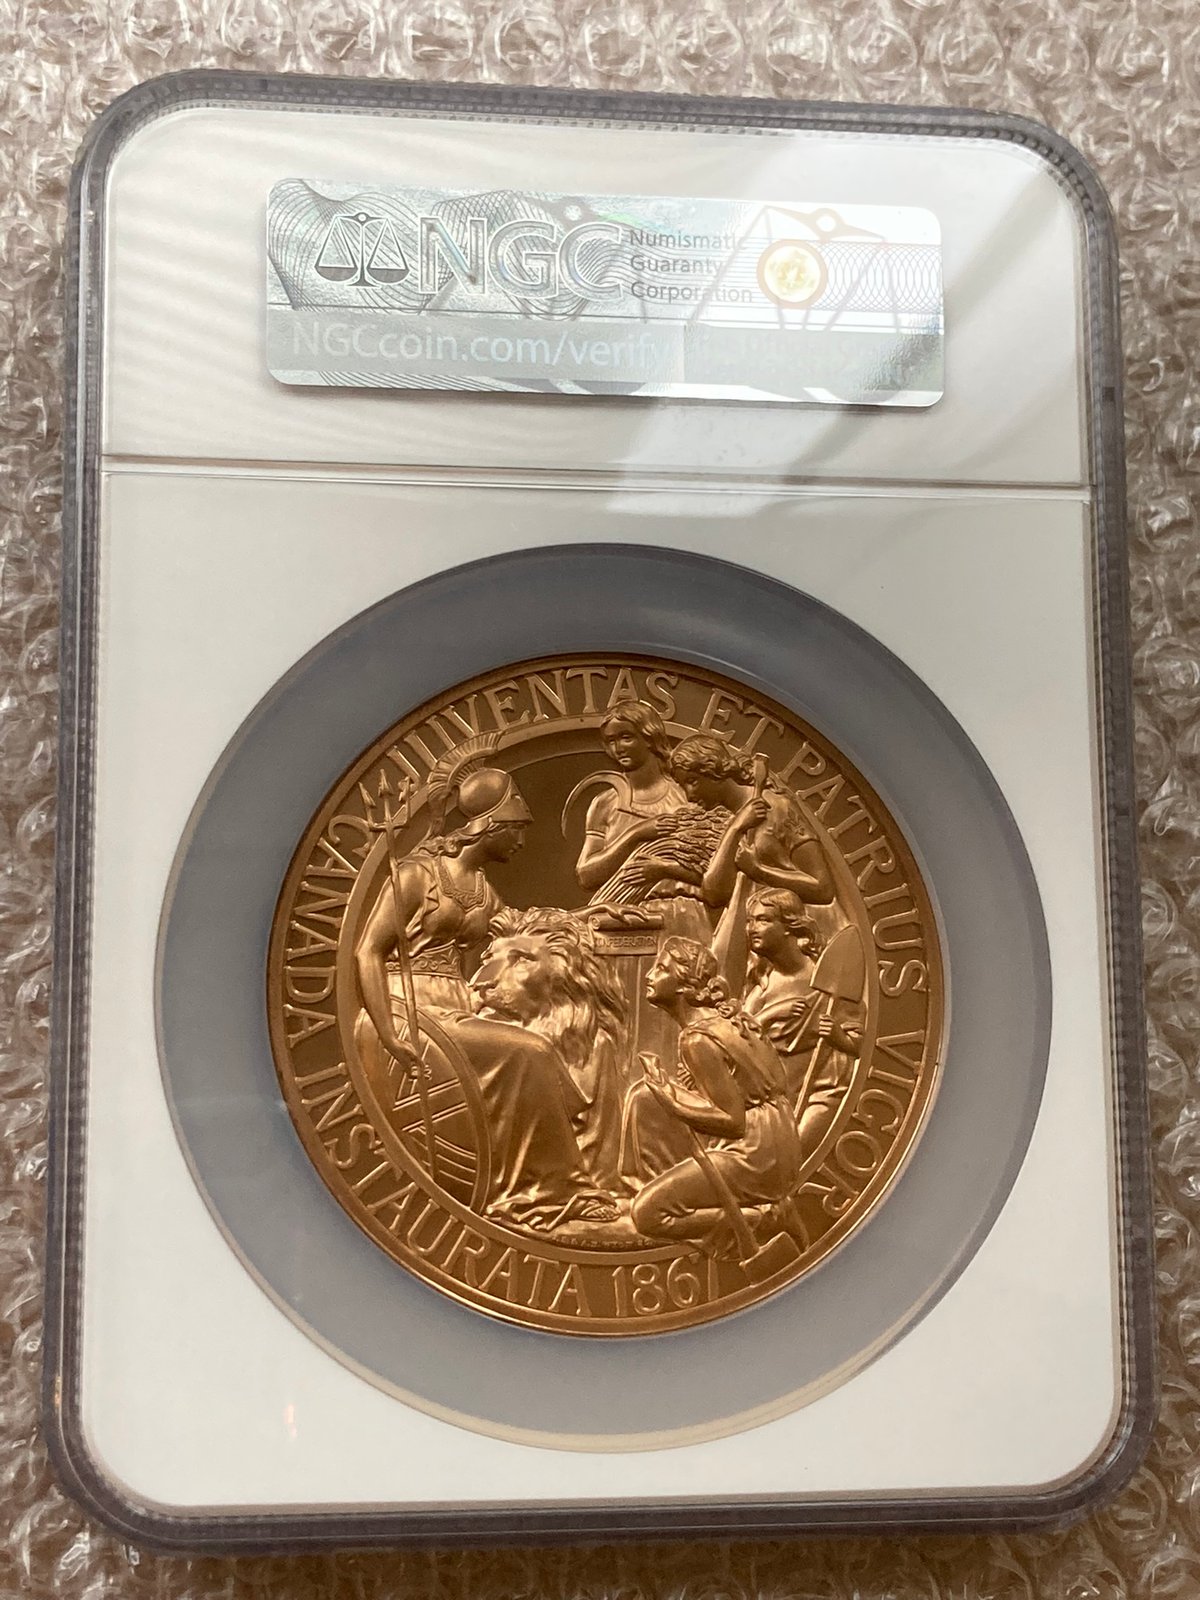 NGC
Numismatic
Guaranty
Corporation
NGCcoin.com/verify
JUVENTAS ET PATRIUS VIGOR
CANADA INSTAURATA 1867
CONFEDERATION